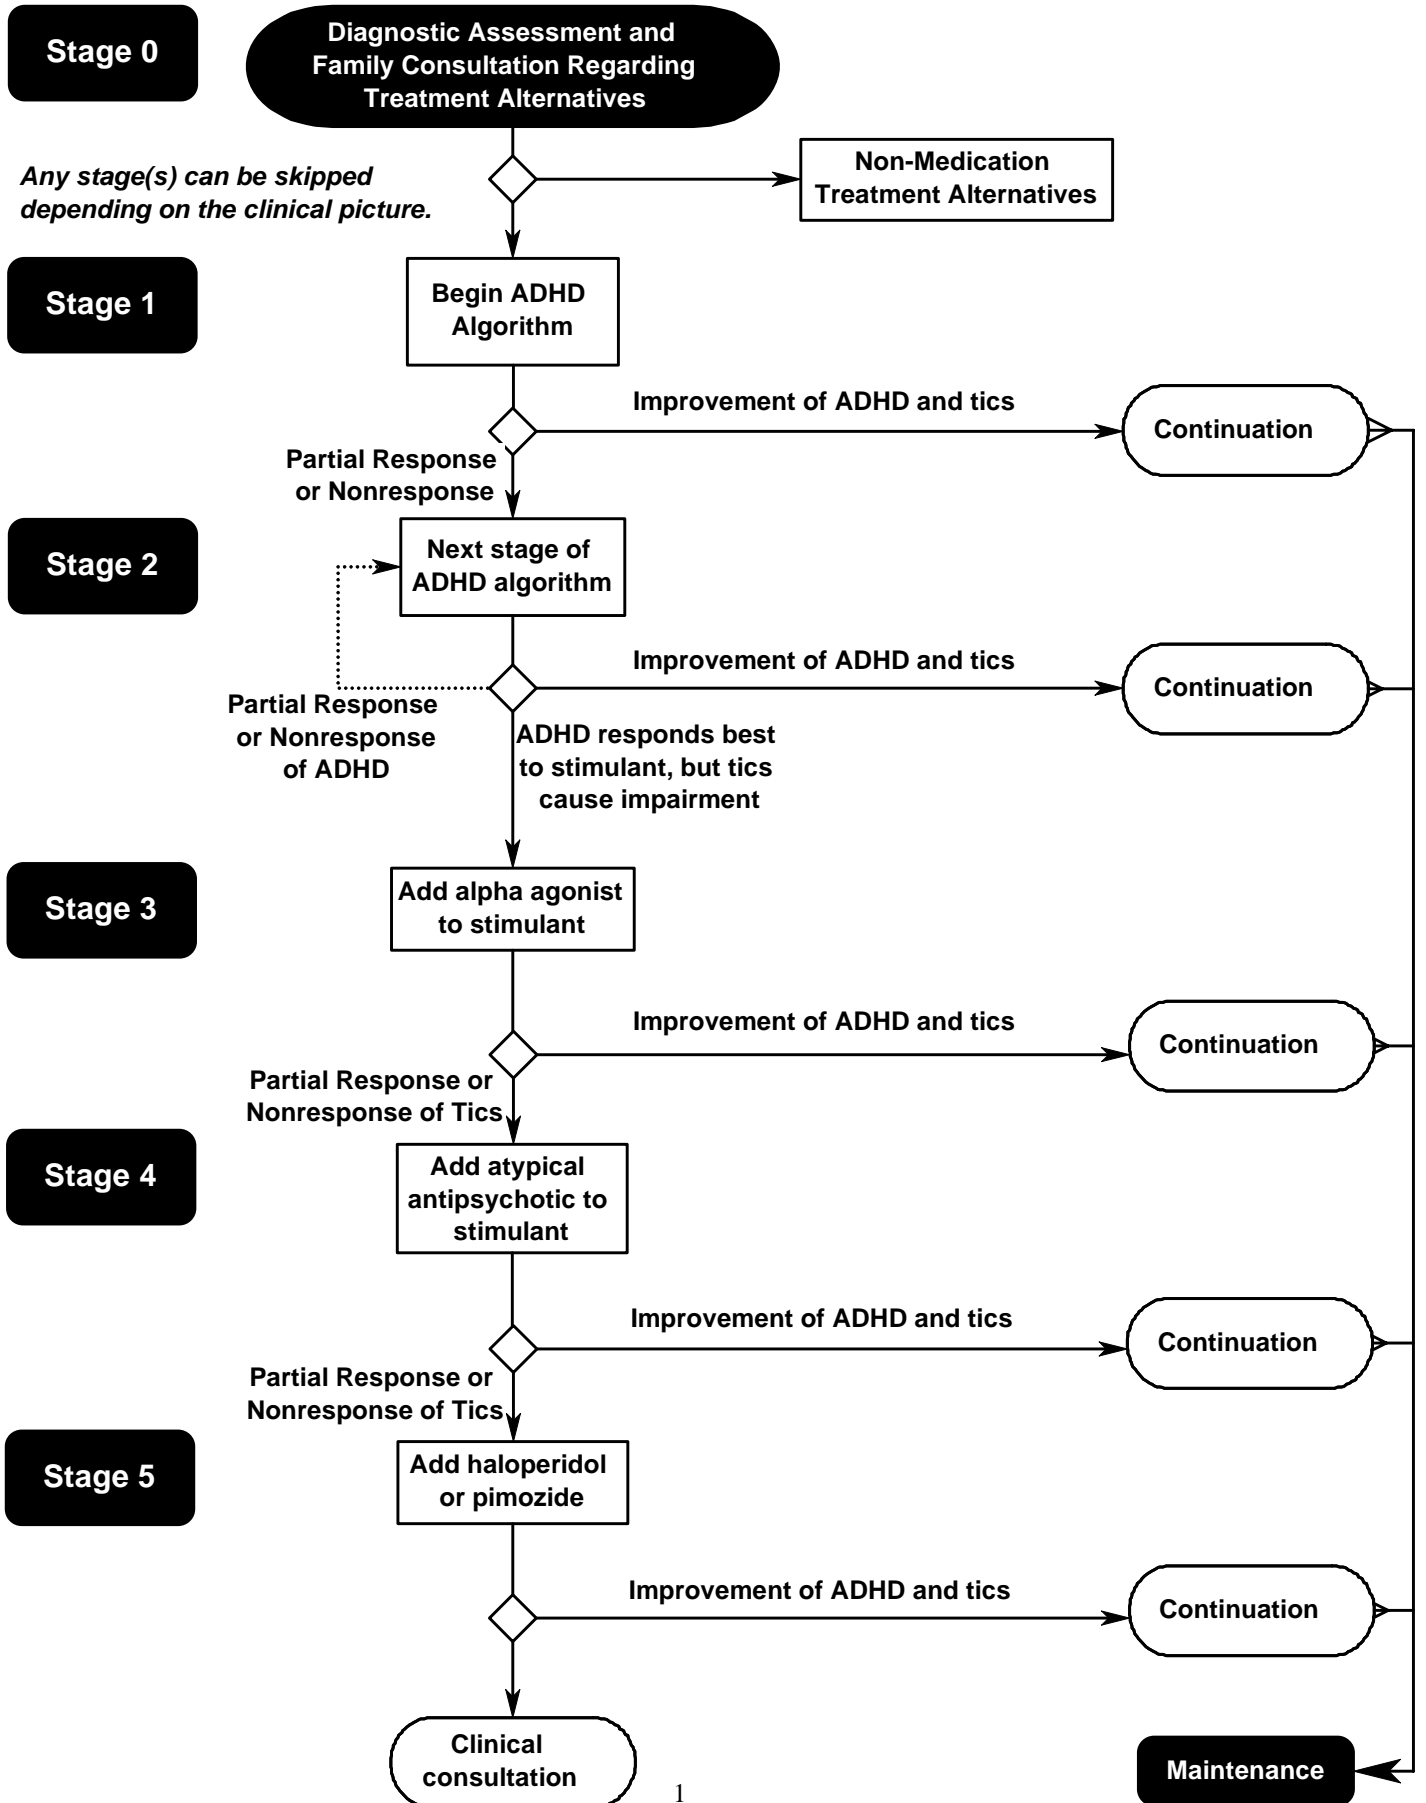 Stage 0
Diagnostic Assessment and
Family Consultation Regarding
Treatment Alternatives
Any stage(s) can be skipped
depending on the clinical picture.
Non-Medication
Treatment Alternatives
Stage 1
Begin ADHD
Algorithm
Improvement of ADHD and tics
Continuation
Partial Response
or Nonresponse
Stage 2
Next stage of
ADHD algorithm
Improvement of ADHD and tics
Continuation
Partial Response
or Nonresponse
of ADHD
ADHD responds best
to stimulant, but tics
cause impairment
Stage 3
Add alpha agonist
to stimulant
Improvement of ADHD and tics
Continuation
Partial Response or
Nonresponse of Tics
Stage 4
Add atypical
antipsychotic to
stimulant
Improvement of ADHD and tics
Continuation
Partial Response or
Nonresponse of Tics
Stage 5
Add haloperidol
or pimozide
Improvement of ADHD and tics
Continuation
Clinical
consultation
Maintenance
1